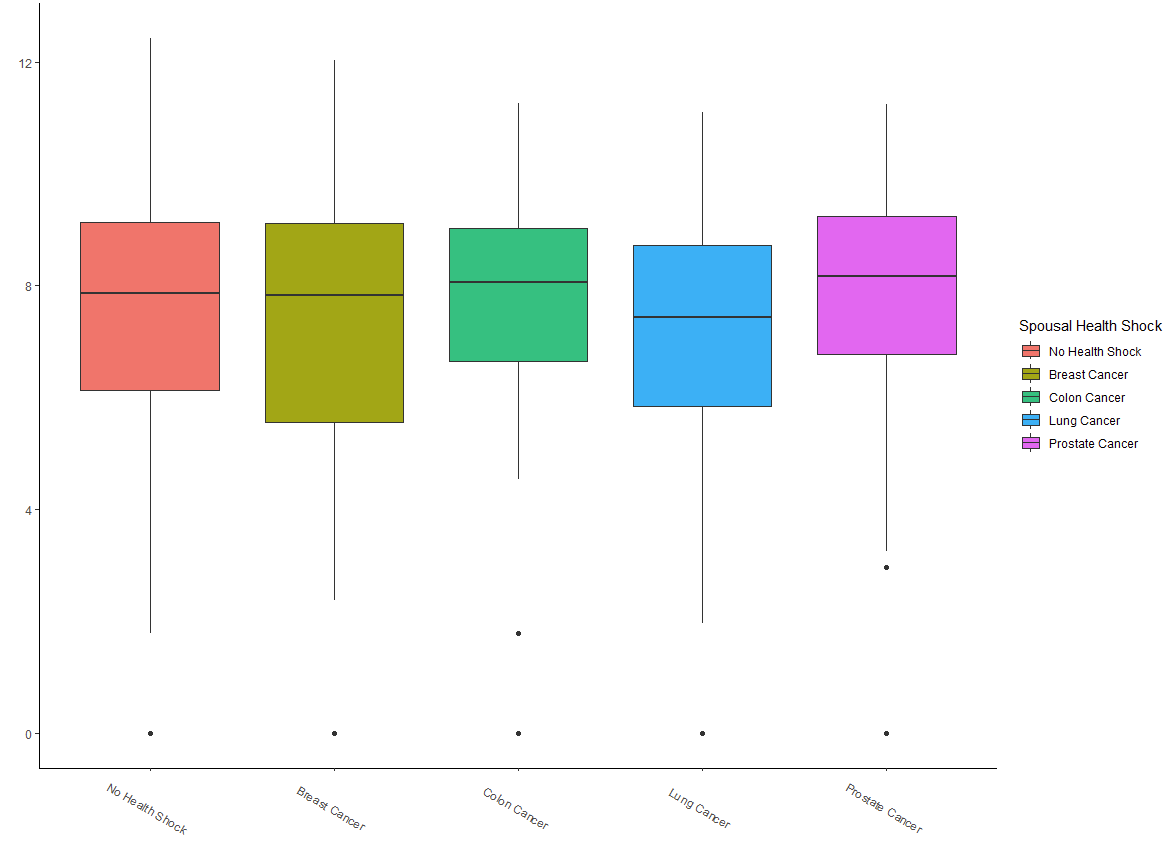 12
8
4
0
No Health Shock
Breast Cancer
Colon Cancer
Lung Cancer
Prostate Cancer
Spousal Health Shock
No Health Shock
Breast Cancer
Colon Cancer
Lung Cancer
Prostate Cancer